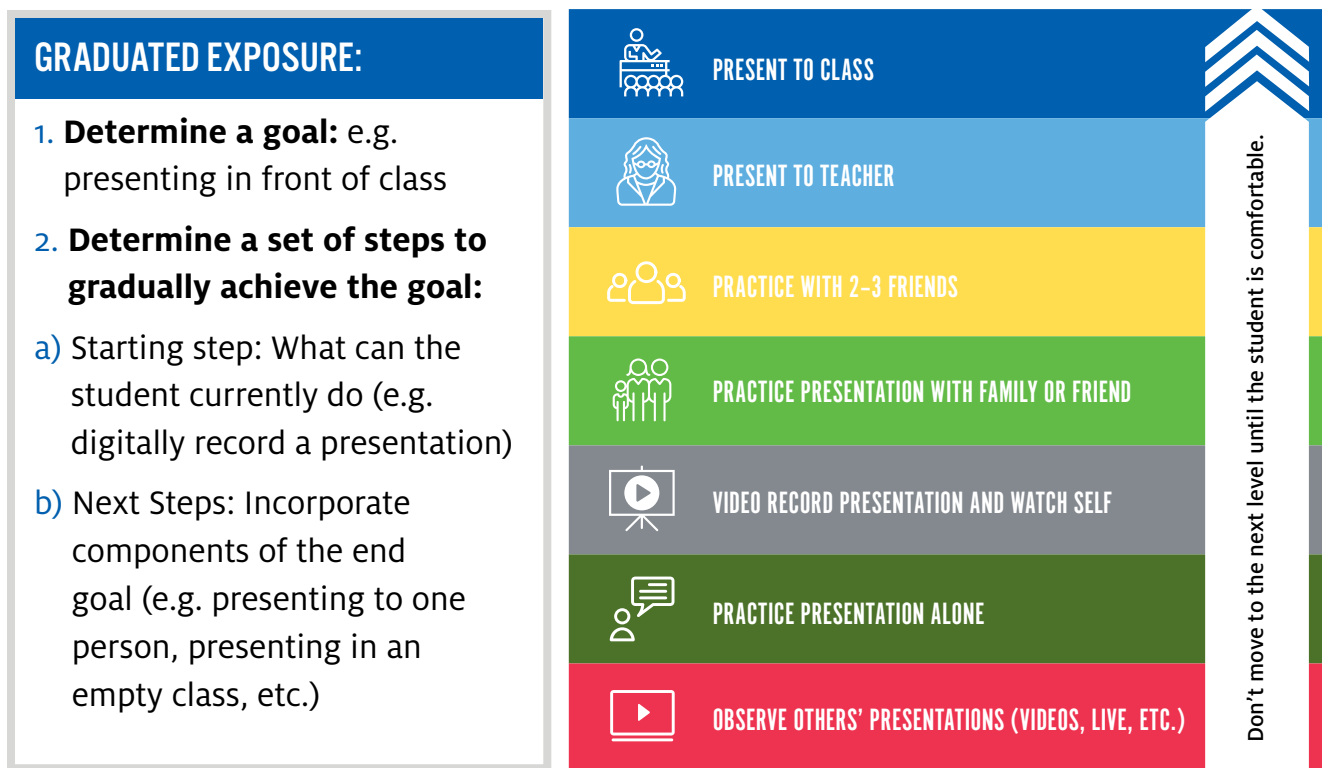 GRADUATED EXPOSURE:
1. Determine a goal: e.g.
presenting in front of class
2. Determine a set of steps to
gradually achieve the goal:
a) Starting step: What can the
student currently do (e.g.
digitally record a presentation)
b) Next Steps: Incorporate
components of the end
goal (e.g. presenting to one
person, presenting in an
empty class, etc.)
PRESENT TO CLASS
PRESENT TO TEACHER
PRACTICE WITH 2–3 FRIENDS
PRACTICE PRESENTATION WITH FAMILY OR FRIEND
VIDEO RECORD PRESENTATION AND WATCH SELF
PRACTICE PRESENTATION ALONE
OBSERVE OTHERS’ PRESENTATIONS (VIDEOS, LIVE, ETC.)
Don’t move to the next level until the student is comfortable.